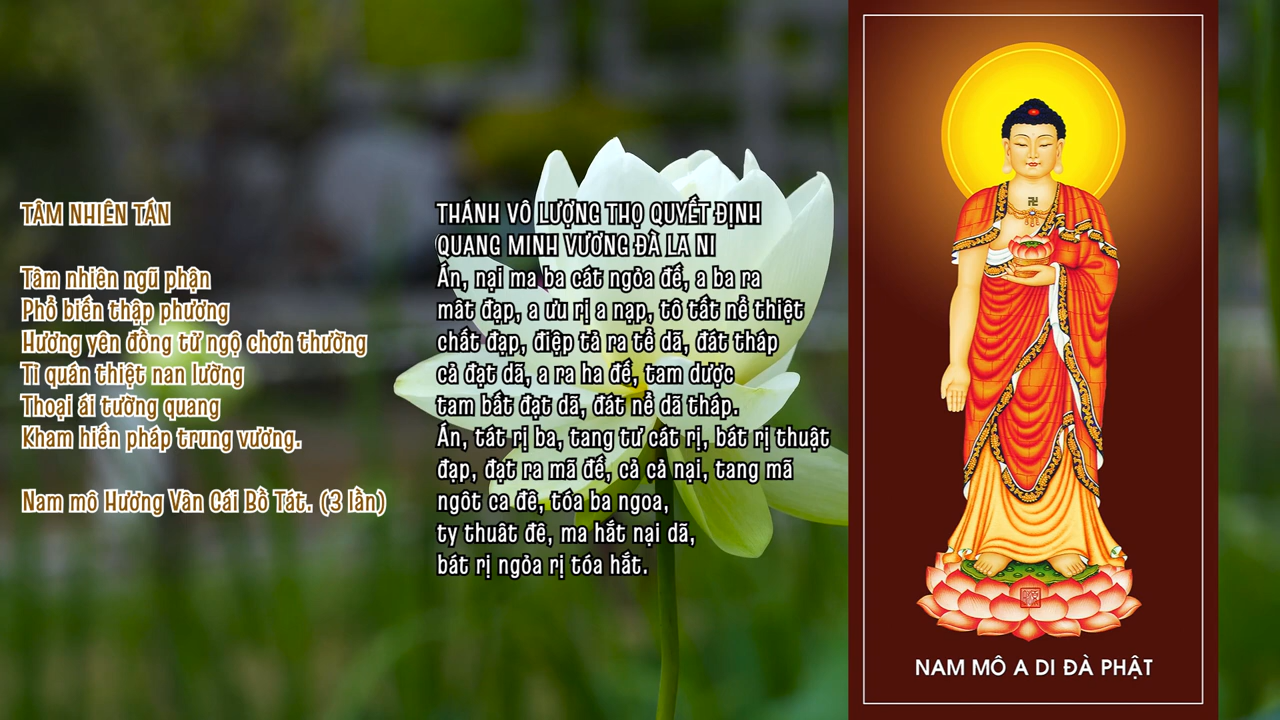 TÂM NHIÊN TÁN
Tâm nhiên ngũ phận
Phổ biến thập phương
Hương yên đồng tử ngộ chơn thường
Tỉ quán thiệt nan lường
Thoại ái tường quang
Kham hiến pháp trung vương.
Nam mô Hương Vân Cái Bồ Tát. (3 lần)
THÁNH VÔ LƯỢNG THỌ QUYẾT ĐỊNH
QUANG MINH VƯƠNG ĐÀ LA NI
Án, nại ma ba cát ngỏa đế, a ba ra
mât đạp, a ưu rị a nạp, tô tất nể thiệt
chất đạp, điệp tả ra tể dã, đát tháp
cả đạt dã, a ra ha đế, tam dược
tam bất đạt dã, đát nể dã tháp.
Án, tát rị ba, tang tư cát rị, bát rị thuật
đạp, đạt ra mã đế, cả cả nại, tang mã
ngôt ca đê, tóa ba ngoa,
ty thuât đê, ma hắt nại dã,
bát rị ngỏa rị tóa hắt.
NAM MÔ A DI ĐÀ PHẬT